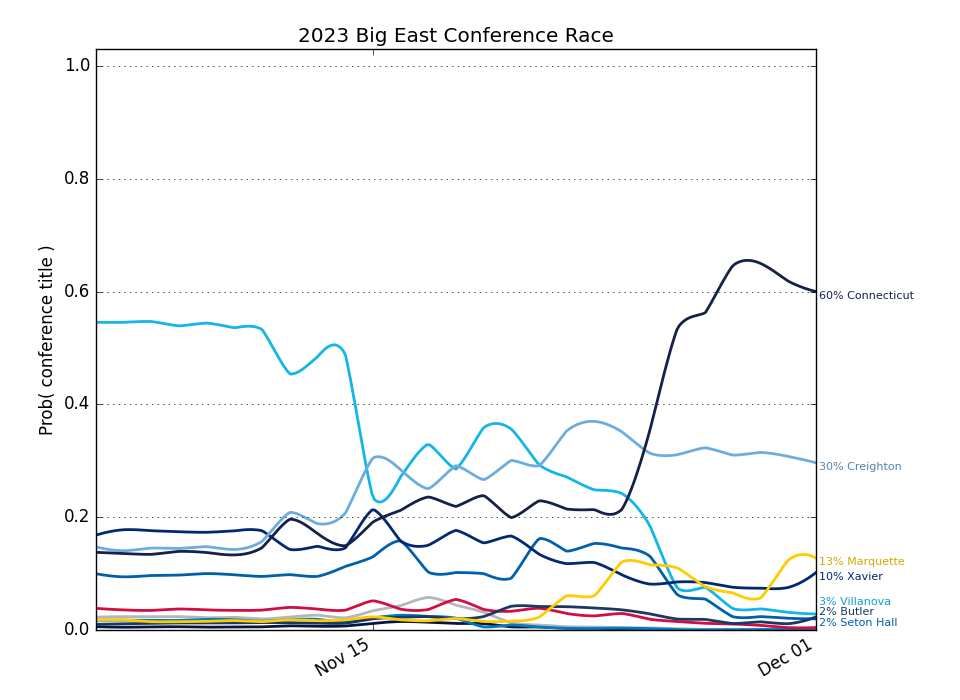 2023 Big East Conference Race
Prob( conference title )
1.0
0.8
0.6
0.4
0.2
0.0
60% Connecticut
30% Creighton
13% Marquette
10% Xavier
3% Villanova
2% Butler
2% Seton Hall
Nov 15
Dec 01